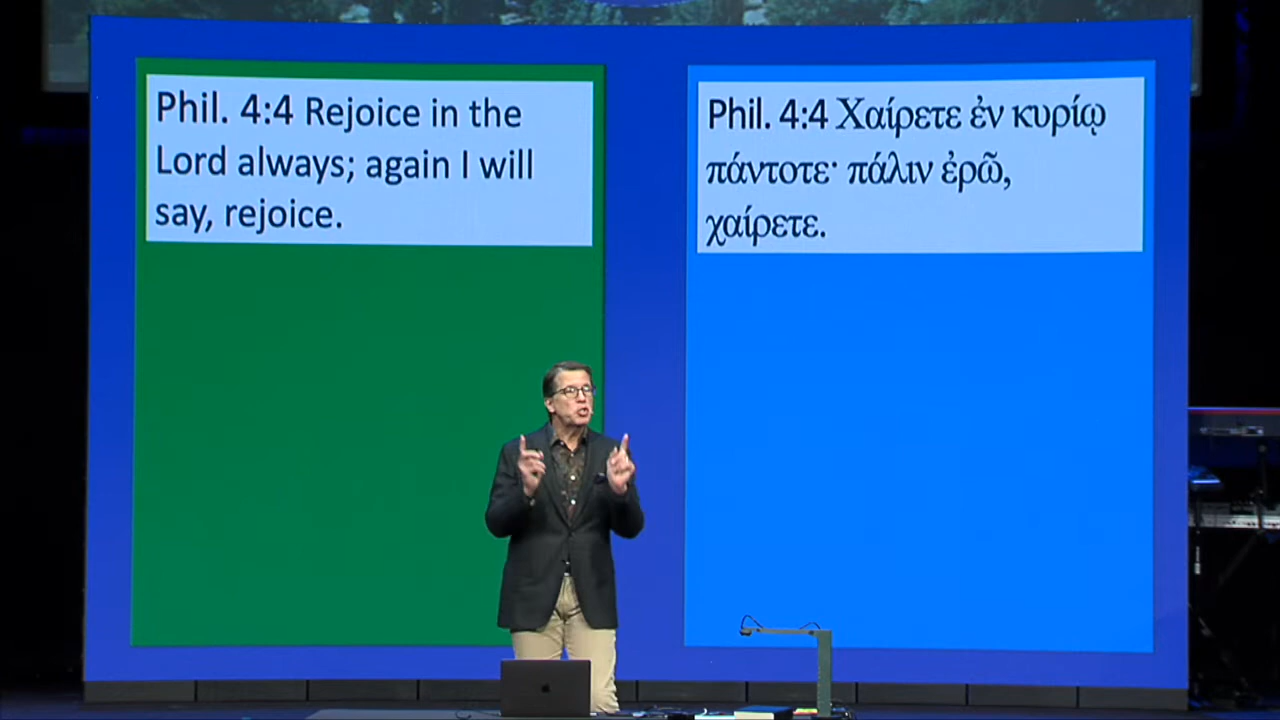 Phil. 4:4 Rejoice in the
Lord always; again I will
say, rejoice.
Phil. 4:4 Χαίρετε ἐν κυρίῳ
πάντοτε· πάλιν ἐρῶ,
χαίρετε.